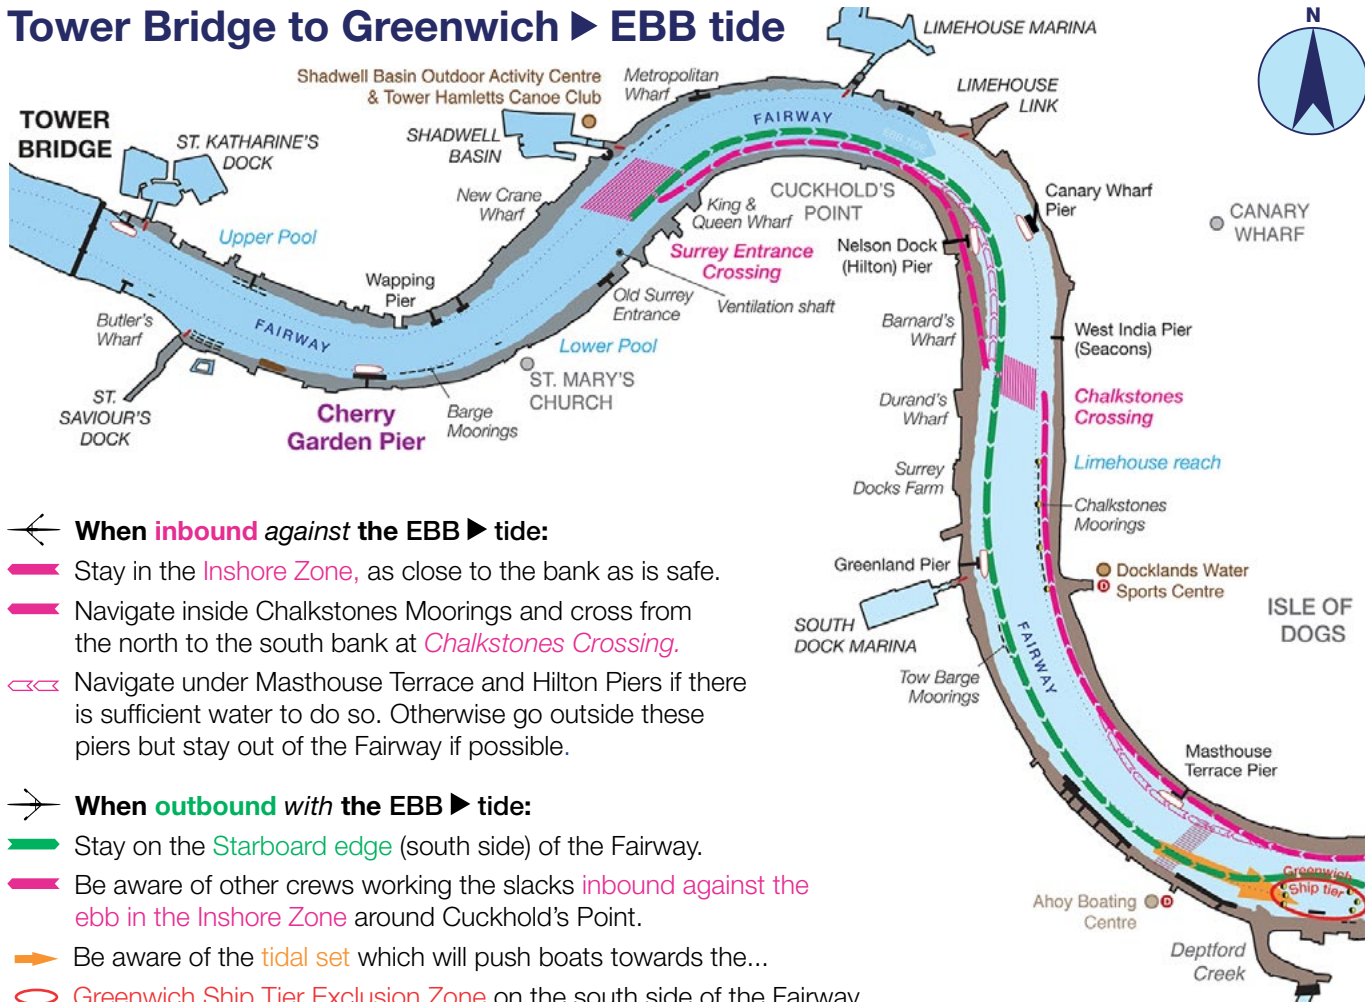 Tower Bridge to Greenwich ▶ EBB tide
N
LIMEHOUSE MARINA
Shadwell Basin Outdoor Activity Centre
& Tower Hamletts Canoe Club
Metropolitan
Wharf
LIMEHOUSE
LINK
TOWER
BRIDGE
ST. KATHARINE'S
DOCK
SHADWELL
BASIN
FAIRWAY
EBB TIDE
New Crane
Wharf
CUCKHOLD'S
POINT
Canary Wharf
Pier
CANARY
WHARF
King &
Queen Wharf
Upper Pool
Surrey Entrance
Crossing
Nelson Dock
(Hilton) Pier
Wapping
Pier
Old Surrey
Entrance
Ventilation shaft
Butler's
Wharf
FAIRWAY
Barnard's
Wharf
West India Pier
(Seacons)
Lower Pool
ST. MARY'S
CHURCH
ST.
SAVIOUR'S
DOCK
Cherry
Garden Pier
Barge
Moorings
Durand's
Wharf
Chalkstones
Crossing
Surrey
Docks Farm
Limehouse reach
Chalkstones
Moorings
When inbound against the EBB ▶ tide:
Stay in the Inshore Zone, as close to the bank as is safe.
Navigate inside Chalkstones Moorings and cross from
the north to the south bank at Chalkstones Crossing.
Navigate under Masthouse Terrace and Hilton Piers if there
is sufficient water to do so. Otherwise go outside these
piers but stay out of the Fairway if possible.
Greenland Pier
Docklands Water
Sports Centre
D
SOUTH
DOCK MARINA
ISLE OF
DOGS
FAIRWAY
Tow Barge
Moorings
Masthouse
Terrace Pier
When outbound with the EBB ▶ tide:
Stay on the Starboard edge (south side) of the Fairway.
Be aware of other crews working the slacks inbound against the
ebb in the Inshore Zone around Cuckhold's Point.
Be aware of the tidal set which will push boats towards the...
Greenwich Ship Tier Exclusion Zone on the south side of the Fairway
Greenwich
Ship tier
Ahoy Boating
Centre
D
Deptford
Creek